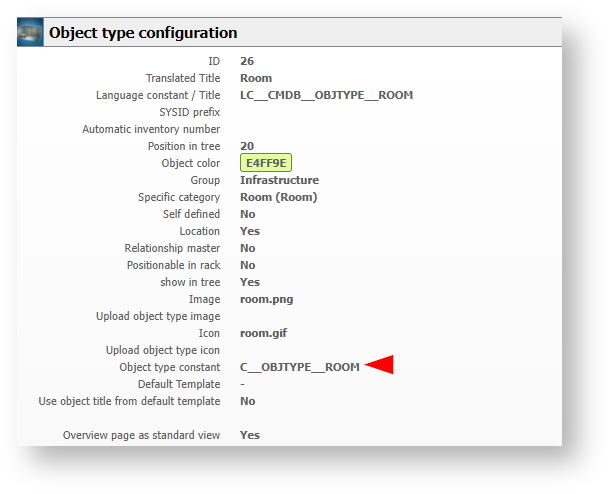 Object type configuration
ID 26
Translated Title Room
Language constant / Title LC__CMDB__OBJTYPE__ROOM
SYSID prefix
Automatic inventory number
Position in tree 20
Object color E4FF9E
Group Infrastructure
Specific category Room (Room)
Self defined No
Location Yes
Relationship master No
Positionable in rack No
show in tree Yes
Image room.png
Upload object type image
Icon room.gif
Upload object type icon
Object type constant C__OBJTYPE__ROOM
Default Template -
Use object title from default template No
Overview page as standard view Yes